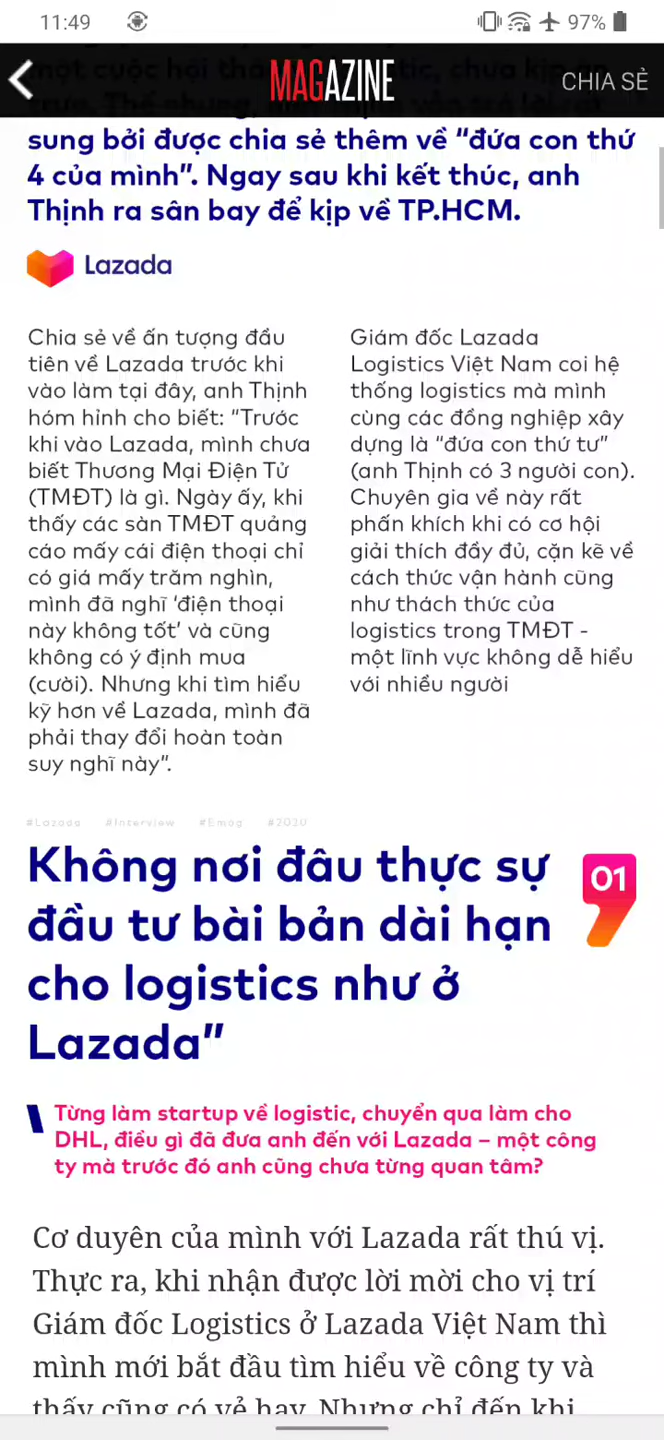 11:49
97%
MAGAZINE
CHIA SẺ
sung bởi được chia sẻ thêm về “đứa con thứ
4 của mình”. Ngay sau khi kết thúc, anh
Thịnh ra sân bay để kịp về TP.HCM.
Lazada
Chia sẻ về ấn tượng đầu
tiên về Lazada trước khi
vào làm tại đây, anh Thịnh
hóm hỉnh cho biết: “Trước
khi vào Lazada, mình chưa
biết Thương Mại Điện Tử
(TMĐT) là gì. Ngày ấy, khi
thấy các sàn TMĐT quảng
cáo mấy cái điện thoại chỉ
có giá mấy trăm nghìn,
mình đã nghĩ ‘điện thoại
này không tốt’ và cũng
không có ý định mua
(cười). Nhưng khi tìm hiểu
kỹ hơn về Lazada, mình đã
phải thay đổi hoàn toàn
suy nghĩ này”.
Giám đốc Lazada
Logistics Việt Nam coi hệ
thống logistics mà mình
cùng các đồng nghiệp xây
dựng là “đứa con thứ tư”
(anh Thịnh có 3 người con).
Chuyên gia về này rất
phấn khích khi có cơ hội
giải thích đầy đủ, cặn kẽ về
cách thức vận hành cũng
như thách thức của
logistics trong TMĐT -
một lĩnh vực không dễ hiểu
với nhiều người
#Lazada #Interview #Emag #2020
Không nơi đâu thực sự
đầu tư bài bản dài hạn
cho logistics như ở
Lazada”
01
Từng làm startup về logistic, chuyển qua làm cho
DHL, điều gì đã đưa anh đến với Lazada – một công
ty mà trước đó anh cũng chưa từng quan tâm?
Cơ duyên của mình với Lazada rất thú vị.
Thực ra, khi nhận được lời mời cho vị trí
Giám đốc Logistics ở Lazada Việt Nam thì
mình mới bắt đầu tìm hiểu về công ty và
thấy cũng có vẻ hay. Nhưng chỉ đến khi